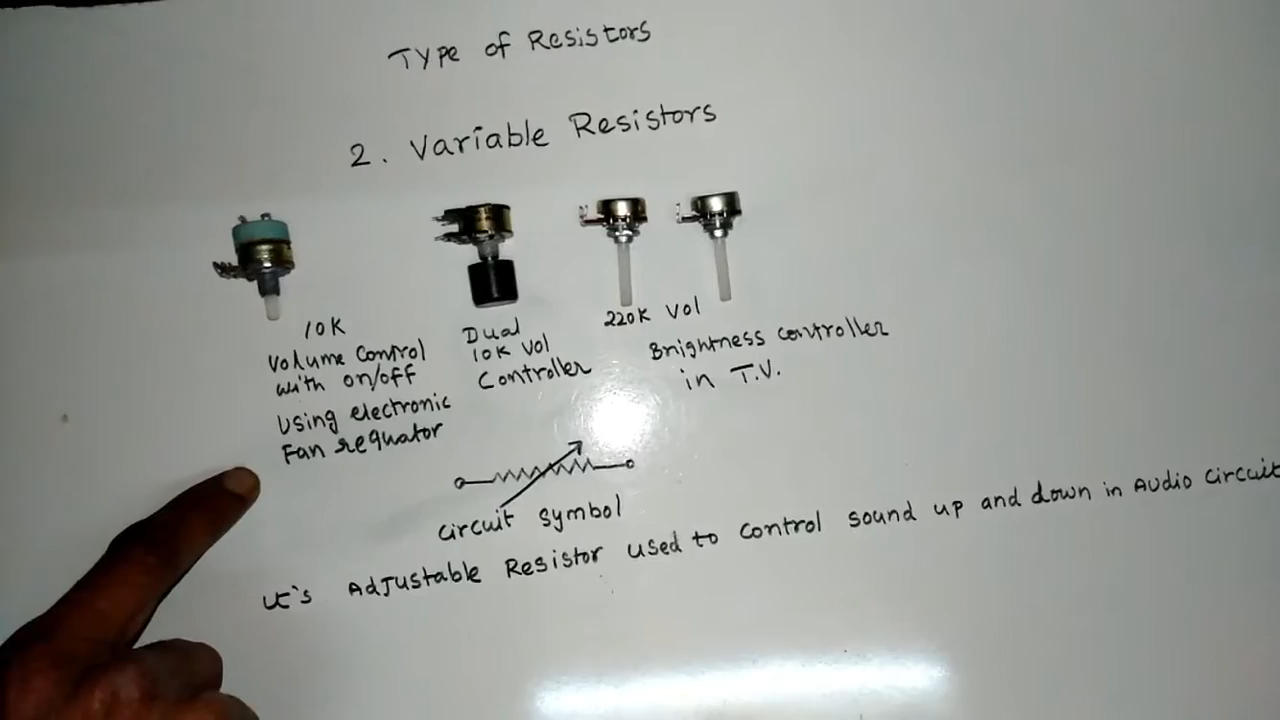 Type of Resistors
2. Variable Resistors
10K
Volume Control
with on/off
Using electronic
Fan reguator
Dual
10K Vol
Controller
220K Vol
Brightness controller
in T.V.
Circuit Symbol
It's Adjustable Resistor used to control sound up and down in Audio Circuit